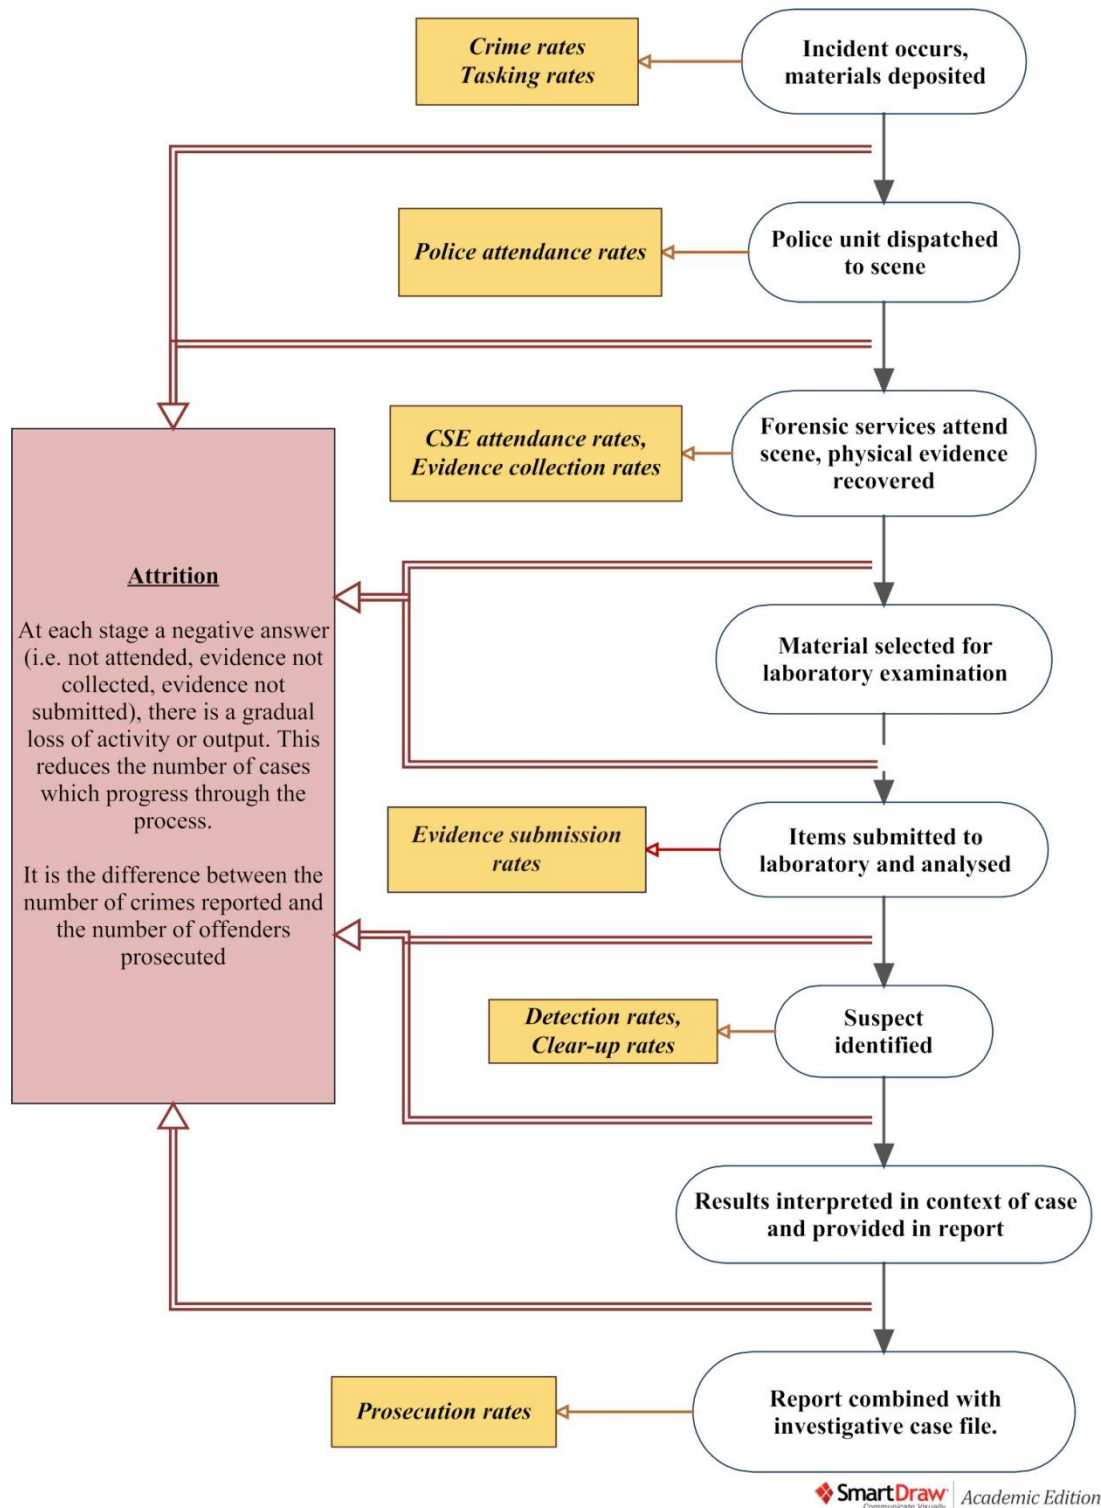 Crime rates
Tasking rates
Incident occurs,
materials deposited
Police attendance rates
Police unit dispatched
to scene
CSE attendance rates,
Evidence collection rates
Forensic services attend
scene, physical evidence
recovered
Attrition
At each stage a negative answer
(i.e. not attended, evidence not
collected, evidence not
submitted), there is a gradual
loss of activity or output. This
reduces the number of cases
which progress through the
process.
It is the difference between the
number of crimes reported and
the number of offenders
prosecuted
Material selected for
laboratory examination
Evidence submission
rates
Items submitted to
laboratory and analysed
Detection rates,
Clear-up rates
Suspect
identified
Results interpreted in context of case
and provided in report
Prosecution rates
Report combined with
investigative case file.
SmartDraw
Communicate Visually
Academic Edition